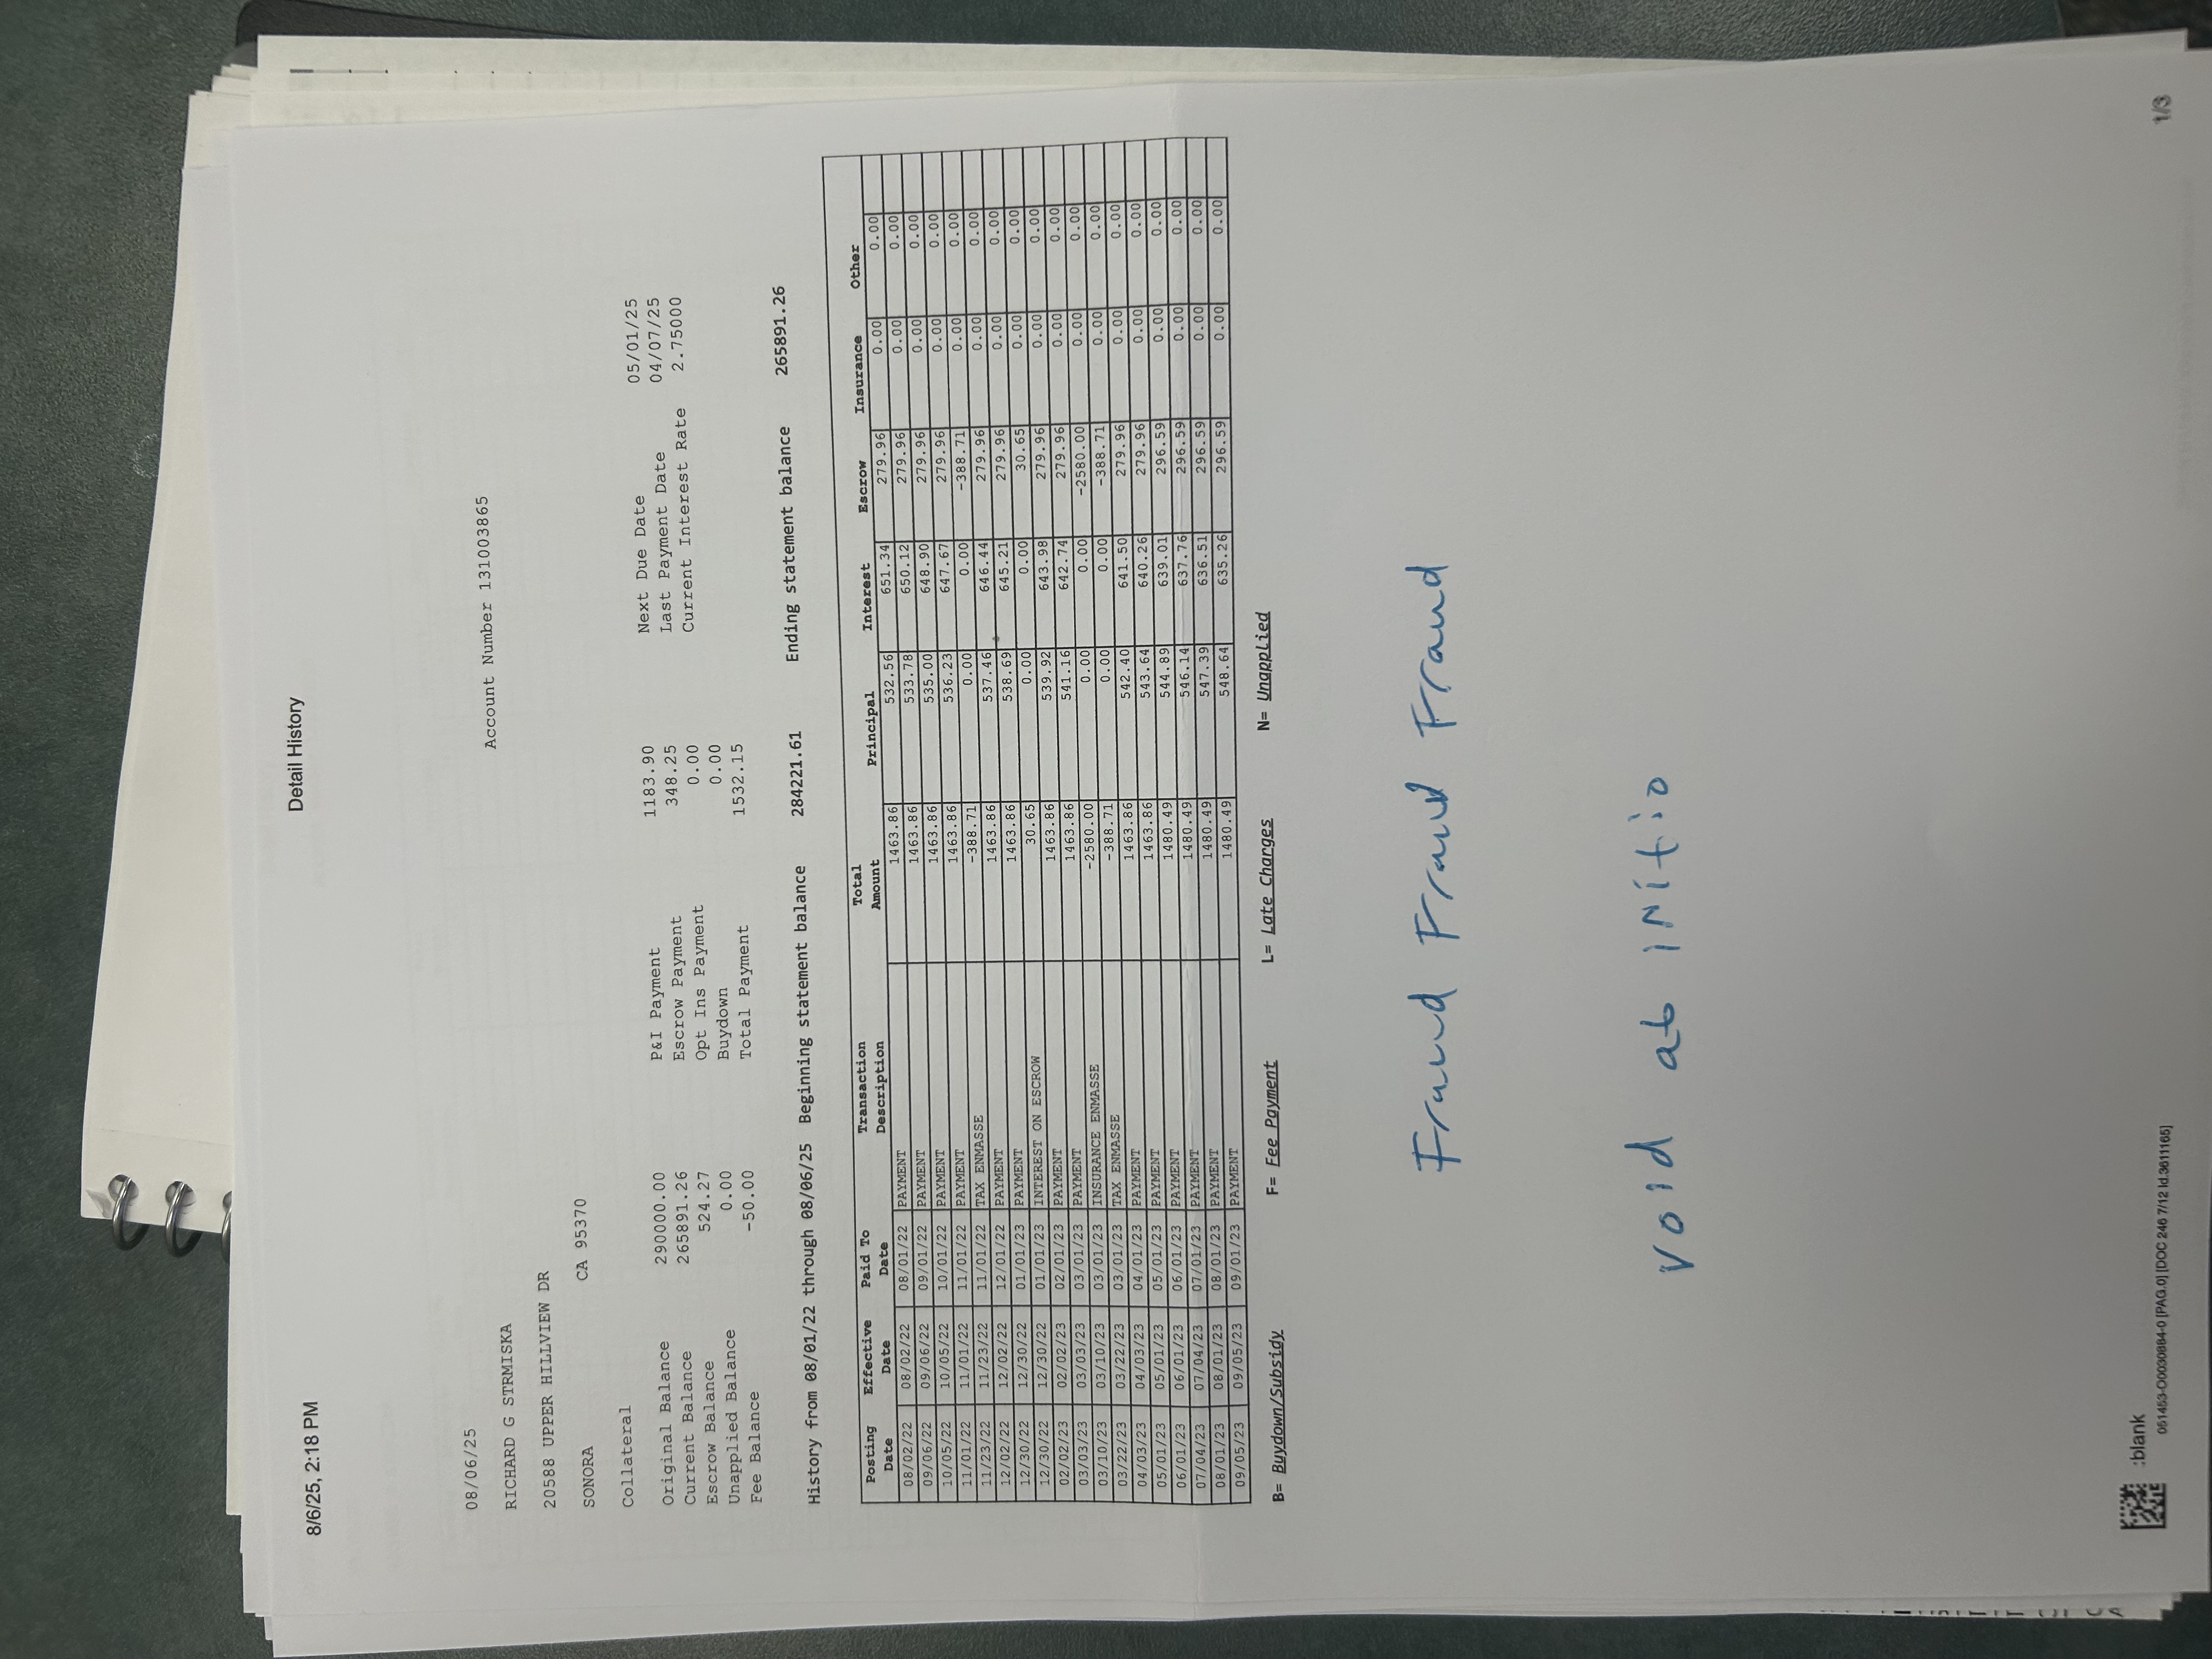 8/6/25, 2:18 PM Detail History
08/06/25
RICHARD G STRMISKA Account Number 131003865
20588 UPPER HILLVIEW DR
SONORA CA 95370
Collateral
Original Balance 290000.00 P&I Payment 1183.90 Next Due Date 05/01/25
Current Balance 265891.26 Escrow Payment 348.25 Last Payment Date 04/07/25
Escrow Balance 524.27 Opt Ins Payment 0.00 Current Interest Rate 2.75000
Unapplied Balance 0.00 Buydown 0.00
Fee Balance -50.00 Total Payment 1532.15
History from 08/01/22 through 08/06/25 Beginning statement balance 284221.61 Ending statement balance 265891.26
Posting Date Effective Date Paid To Date Transaction Description Total Amount Principal Interest Escrow Insurance Other
08/02/22 08/02/22 08/01/22 PAYMENT 1463.86 532.56 651.34 279.96 0.00 0.00
09/06/22 09/06/22 09/01/22 PAYMENT 1463.86 533.78 650.12 279.96 0.00 0.00
10/05/22 10/05/22 10/01/22 PAYMENT 1463.86 535.00 648.90 279.96 0.00 0.00
11/01/22 11/01/22 11/01/22 PAYMENT 1463.86 536.23 647.67 279.96 0.00 0.00
11/23/22 11/23/22 11/01/22 TAX ENMASSE -388.71 0.00 0.00 -388.71 0.00 0.00
12/02/22 12/02/22 12/01/22 PAYMENT 1463.86 537.46 646.44 279.96 0.00 0.00
12/30/22 12/30/22 01/01/23 PAYMENT 1463.86 538.69 645.21 279.96 0.00 0.00
12/30/22 12/30/22 01/01/23 INTEREST ON ESCROW 30.65 0.00 0.00 30.65 0.00 0.00
02/02/23 02/02/23 02/01/23 PAYMENT 1463.86 539.92 643.98 279.96 0.00 0.00
03/03/23 03/03/23 03/01/23 PAYMENT 1463.86 541.16 642.74 279.96 0.00 0.00
03/10/23 03/10/23 03/01/23 INSURANCE ENMASSE -2580.00 0.00 0.00 -2580.00 0.00 0.00
03/22/23 03/22/23 03/01/23 TAX ENMASSE -388.71 0.00 0.00 -388.71 0.00 0.00
04/03/23 04/03/23 04/01/23 PAYMENT 1463.86 542.40 641.50 279.96 0.00 0.00
05/01/23 05/01/23 05/01/23 PAYMENT 1463.86 543.64 640.26 279.96 0.00 0.00
06/01/23 06/01/23 06/01/23 PAYMENT 1480.49 544.89 639.01 296.59 0.00 0.00
07/04/23 07/04/23 07/01/23 PAYMENT 1480.49 546.14 637.76 296.59 0.00 0.00
08/01/23 08/01/23 08/01/23 PAYMENT 1480.49 547.39 636.51 296.59 0.00 0.00
09/05/23 09/05/23 09/01/23 PAYMENT 1480.49 548.64 635.26 296.59 0.00 0.00
B= Buydown/Subsidy F= Fee Payment L= Late Charges N= Unapplied
Fraud Fraud Fraud
void ab initio
:blank
051453-O0030884-0 [PAG.0] [DOC 246 7/12 Id.3611165]
1/3